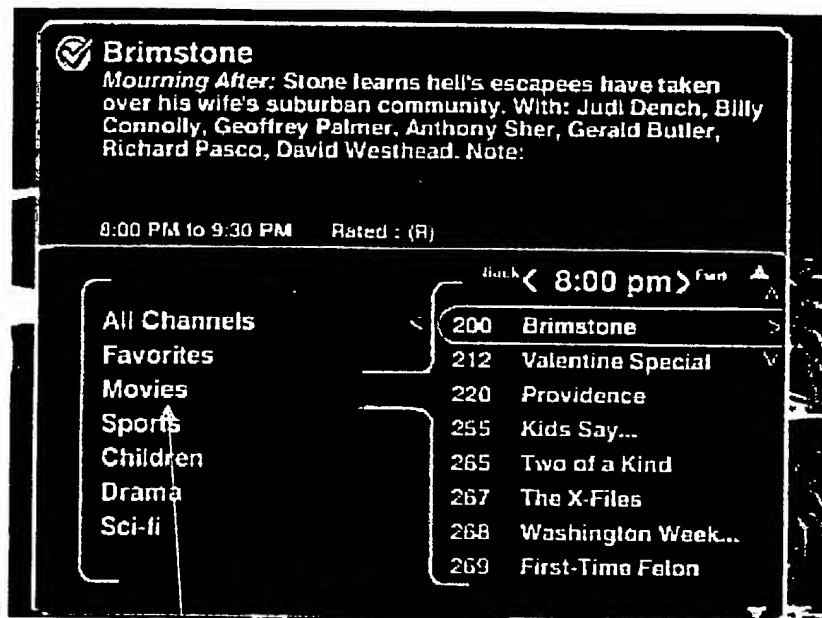 Brimstone
Mourning After: Stone learns hell's escapees have taken
over his wife's suburban community. With: Judi Dench, Billy
Connolly, Geoffrey Palmer, Anthony Sher, Gerald Butler,
Richard Pasco, David Westhead. Note:
8:00 PM to 9:30 PM Rated : (R)
Back < 8:00 pm > Fwd
All Channels
Favorites
Movies
Sports
Children
Drama
Sci-fi
200 Brimstone
212 Valentine Special
220 Providence
255 Kids Say...
265 Two of a Kind
267 The X-Files
268 Washington Week...
269 First-Time Felon